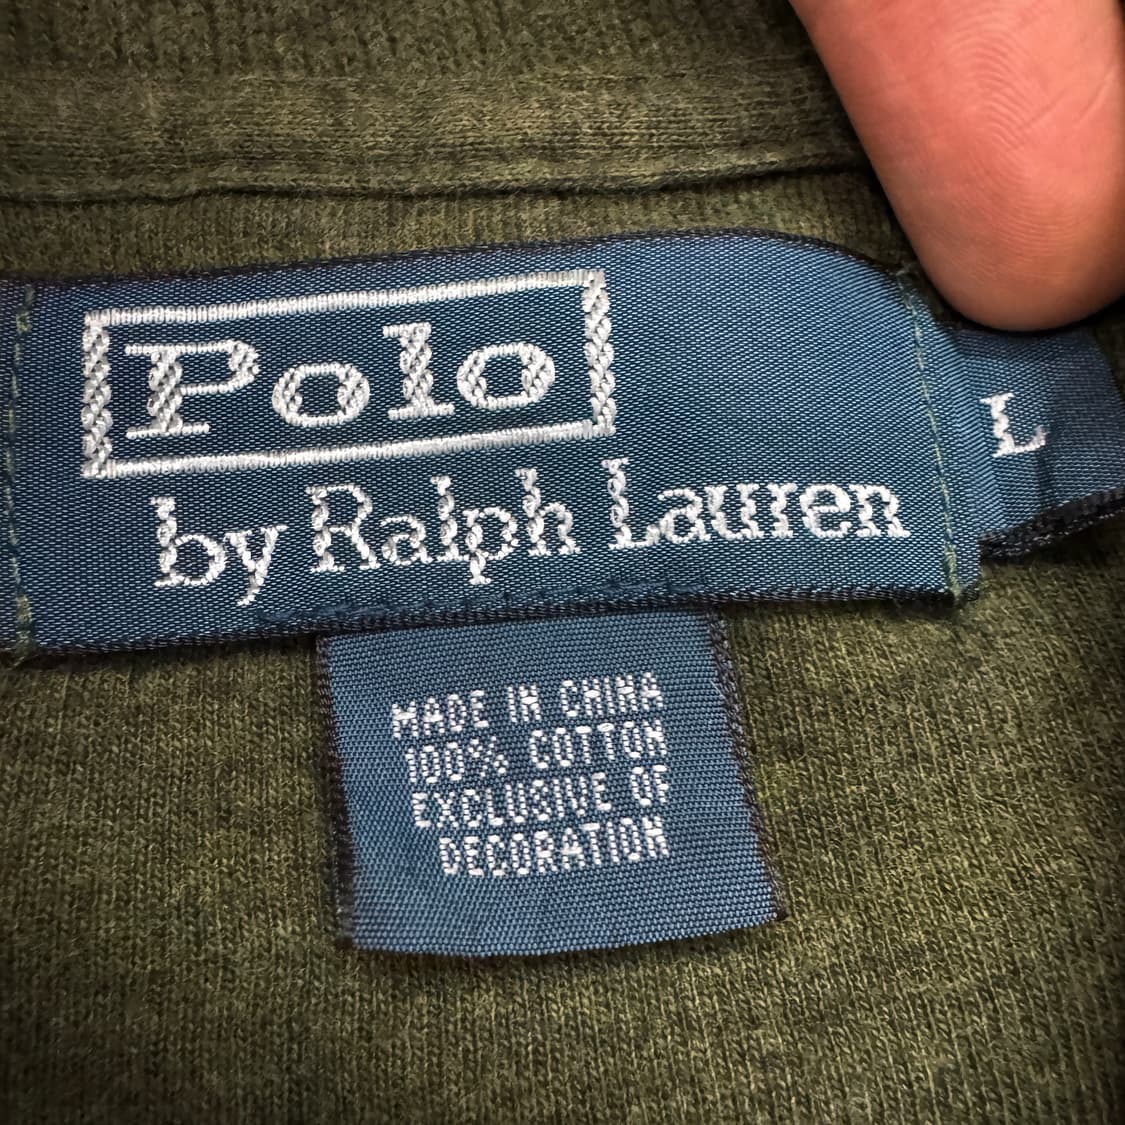 Polo
by Ralph Lauren
L
MADE IN CHINA
100% COTTON
EXCLUSIVE OF
DECORATION